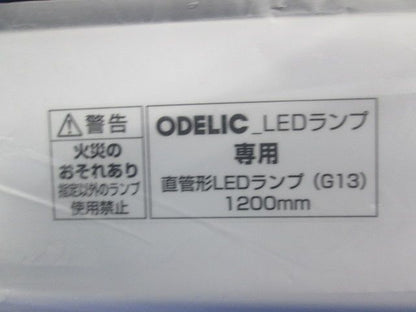 ⚠警告
火災の
おそれあり
指定以外のランプ
使用禁止
ODELIC_LEDランプ
専用
直管形LEDランプ（G13）
1200mm